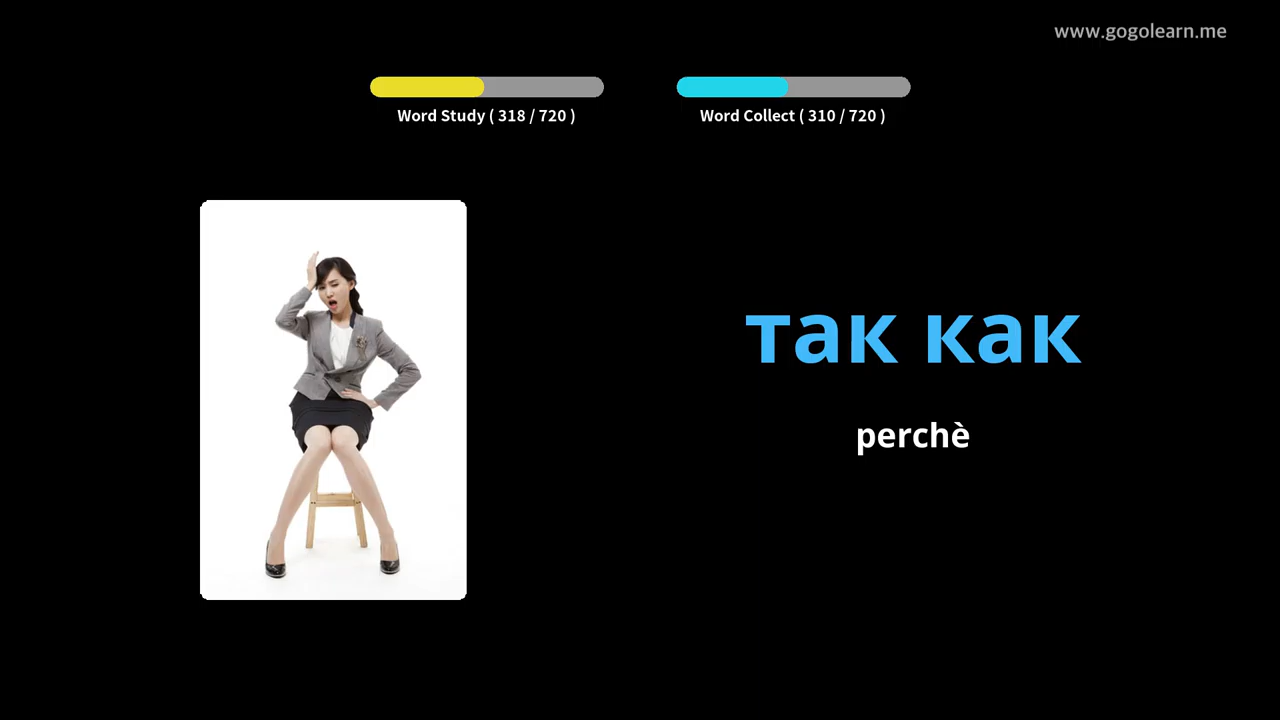 www.gogolearn.me
Word Study ( 318 / 720 )
Word Collect ( 310 / 720 )
так как
perchè